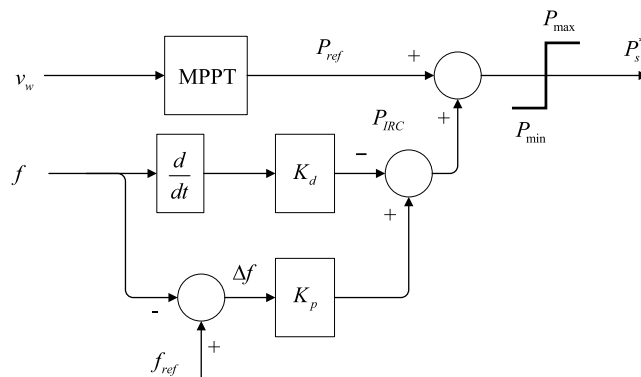 P_max
P_ref
+
P_s^*
v_w
MPPT
+
P_IRC
P_min
f
d/dt
K_d
−
+
Δf
K_p
-
f_ref
+